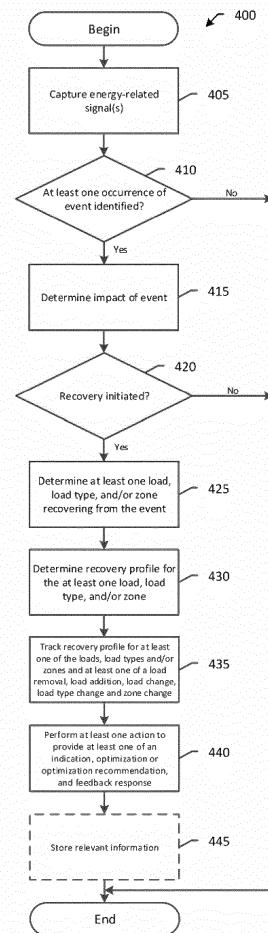 400
Begin
Capture energy-related
signal(s)
405
410
At least one occurrence of
event identified?
No
Yes
Determine impact of event
415
420
Recovery initiated?
No
Yes
Determine at least one load,
load type, and/or zone
recovering from the event
425
Determine recovery profile for
the at least one load, load
type, and/or zone
430
Track recovery profile for at least
one of the loads, load types and/or
zones and at least one of a load
removal, load addition, load change,
load type change and zone change
435
Perform at least one action to
provide at least one of an
indication, optimization or
optimization recommendation,
and feedback response
440
Store relevant information
445
End